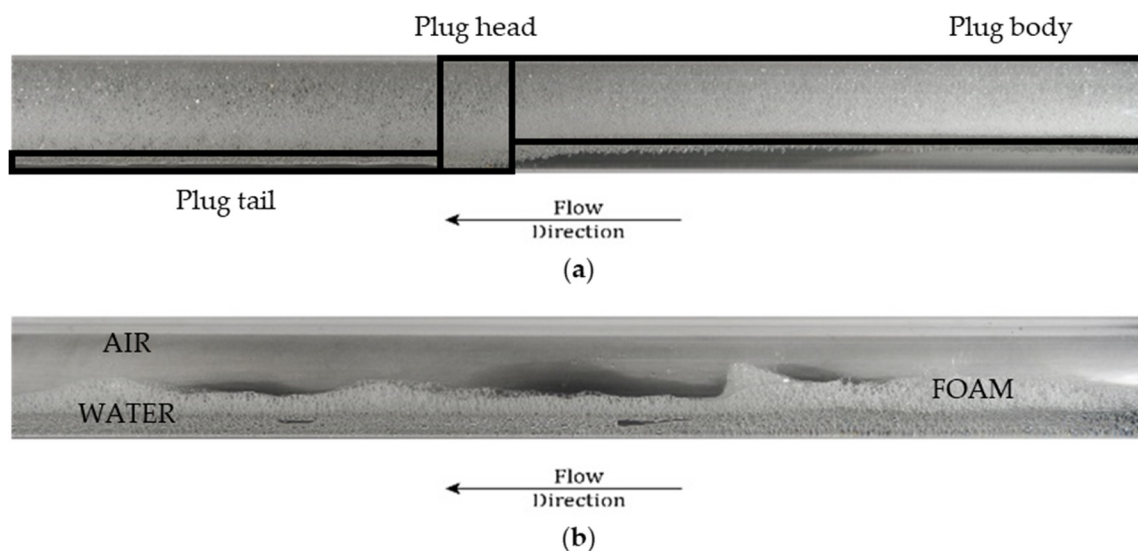 Plug head
Plug body
Plug tail
Flow
Direction
(a)
AIR
WATER
FOAM
Flow
Direction
(b)